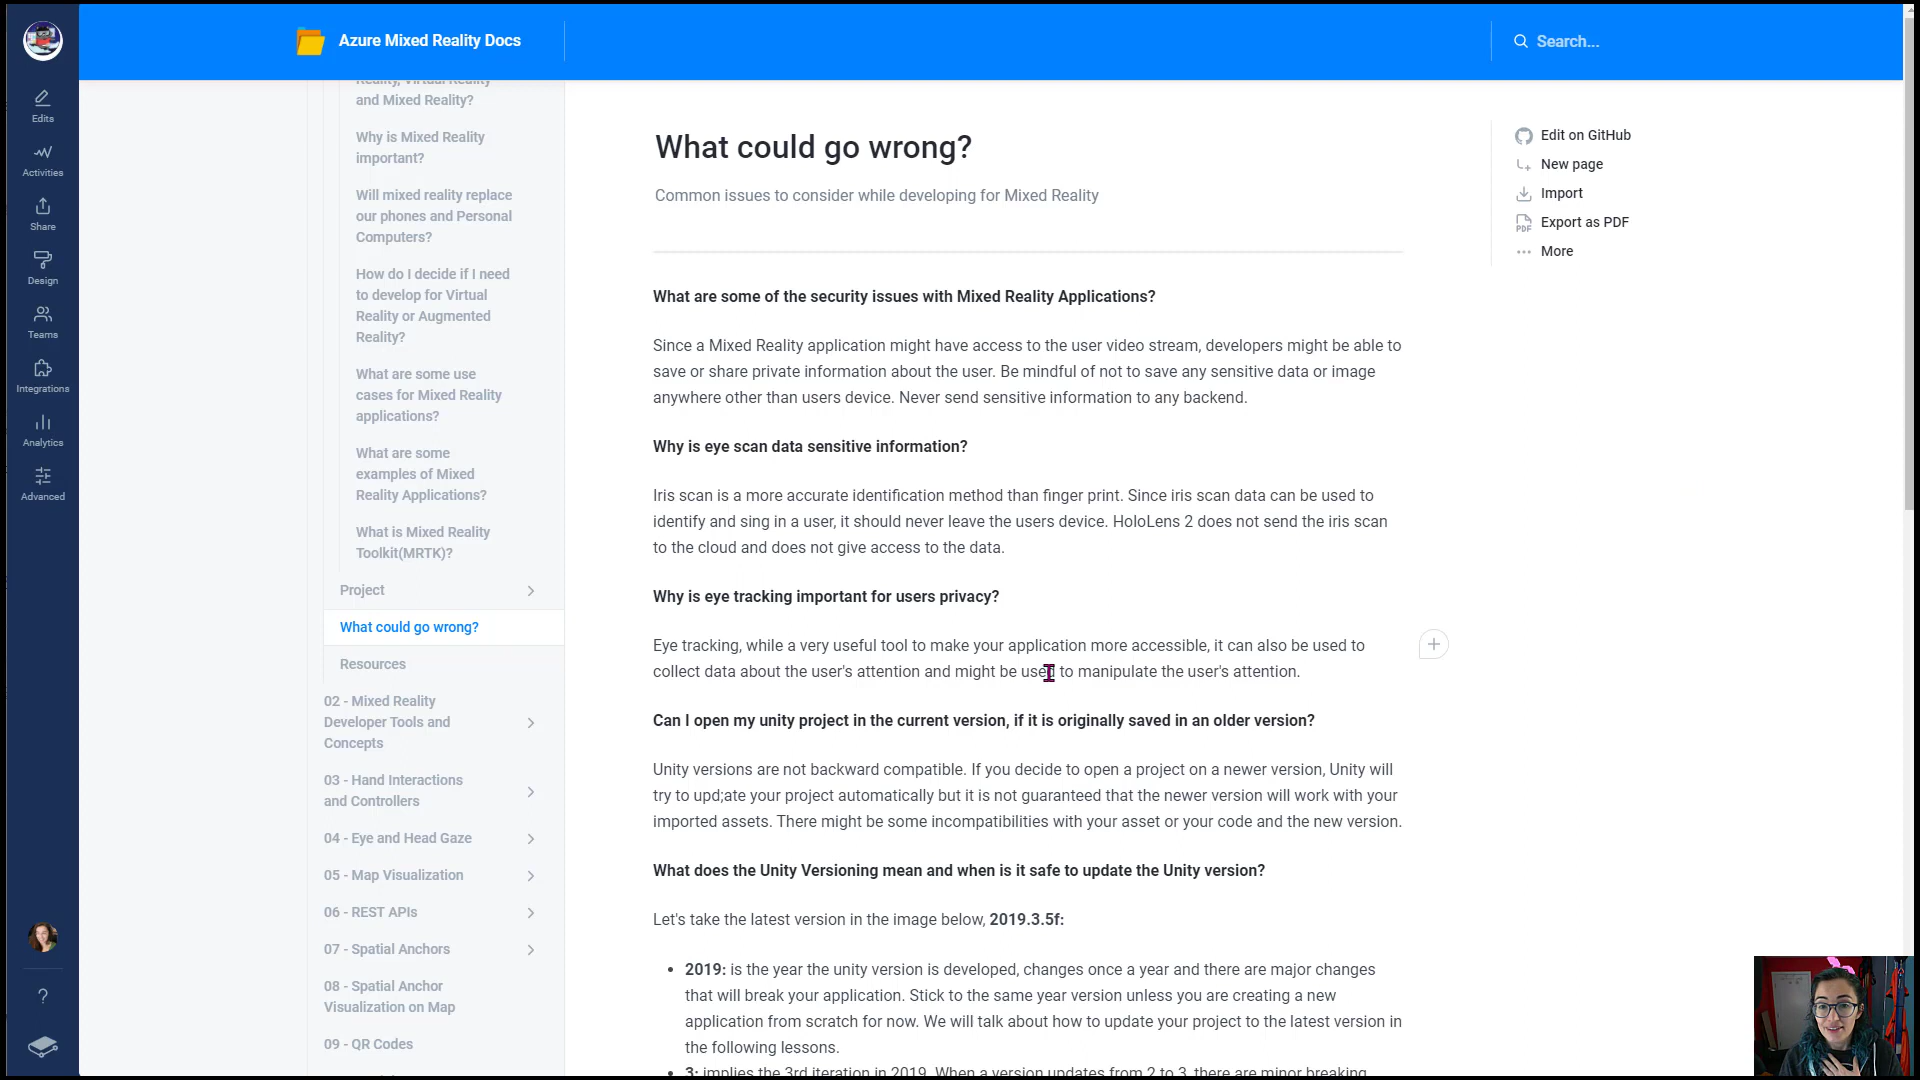 Azure Mixed Reality Docs
Search...
Edits
Activities
Share
Design
Teams
Integrations
Analytics
Advanced
?
Reality, Virtual Reality
and Mixed Reality?
Why is Mixed Reality
important?
Will mixed reality replace
our phones and Personal
Computers?
How do I decide if I need
to develop for Virtual
Reality or Augmented
Reality?
What are some use
cases for Mixed Reality
applications?
What are some
examples of Mixed
Reality Applications?
What is Mixed Reality
Toolkit(MRTK)?
Project
What could go wrong?
Resources
02 - Mixed Reality
Developer Tools and
Concepts
03 - Hand Interactions
and Controllers
04 - Eye and Head Gaze
05 - Map Visualization
06 - REST APIs
07 - Spatial Anchors
08 - Spatial Anchor
Visualization on Map
09 - QR Codes
What could go wrong?
Common issues to consider while developing for Mixed Reality
What are some of the security issues with Mixed Reality Applications?
Since a Mixed Reality application might have access to the user video stream, developers might be able to
save or share private information about the user. Be mindful of not to save any sensitive data or image
anywhere other than users device. Never send sensitive information to any backend.
Why is eye scan data sensitive information?
Iris scan is a more accurate identification method than finger print. Since iris scan data can be used to
identify and sing in a user, it should never leave the users device. HoloLens 2 does not send the iris scan
to the cloud and does not give access to the data.
Why is eye tracking important for users privacy?
Eye tracking, while a very useful tool to make your application more accessible, it can also be used to
collect data about the user's attention and might be used to manipulate the user's attention.
Can I open my unity project in the current version, if it is originally saved in an older version?
Unity versions are not backward compatible. If you decide to open a project on a newer version, Unity will
try to upd;ate your project automatically but it is not guaranteed that the newer version will work with your
imported assets. There might be some incompatibilities with your asset or your code and the new version.
What does the Unity Versioning mean and when is it safe to update the Unity version?
Let's take the latest version in the image below, 2019.3.5f:
• 2019: is the year the unity version is developed, changes once a year and there are major changes
that will break your application. Stick to the same year version unless you are creating a new
application from scratch for now. We will talk about how to update your project to the latest version in
the following lessons.
• 3: implies the 3rd iteration in 2019. When a version updates from 2 to 3, there are minor breaking
Edit on GitHub
New page
Import
PDF
Export as PDF
More